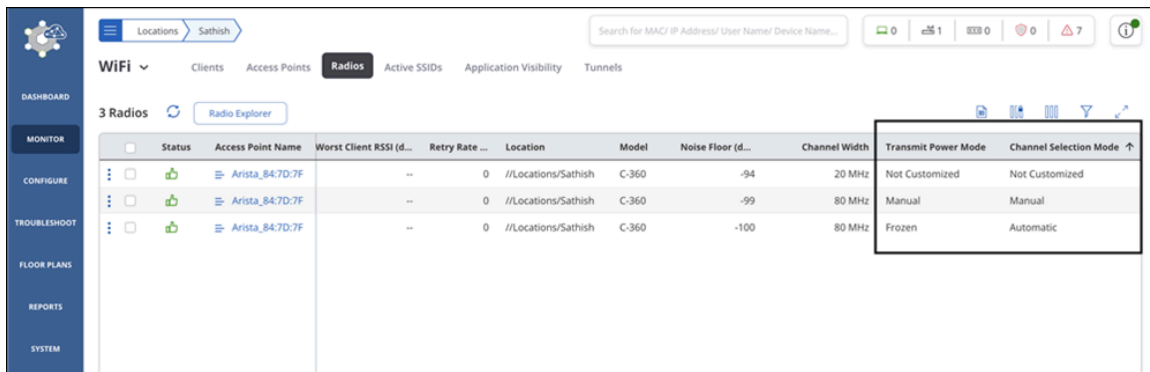 Locations Sathish Search for MAC/ IP Address/ User Name/ Device Name... 0 1 0 0 7
WiFi Clients Access Points Radios Active SSIDs Application Visibility Tunnels
DASHBOARD
3 Radios Radio Explorer
MONITOR
Status Access Point Name Worst Client RSSI (d... Retry Rate ... Location Model Noise Floor (d... Channel Width Transmit Power Mode Channel Selection Mode ↑
Arista_84:7D:7F -- 0 //Locations/Sathish C-360 -94 20 MHz Not Customized Not Customized
CONFIGURE
Arista_84:7D:7F -- 0 //Locations/Sathish C-360 -99 80 MHz Manual Manual
TROUBLESHOOT
Arista_84:7D:7F -- 0 //Locations/Sathish C-360 -100 80 MHz Frozen Automatic
FLOOR PLANS
REPORTS
SYSTEM